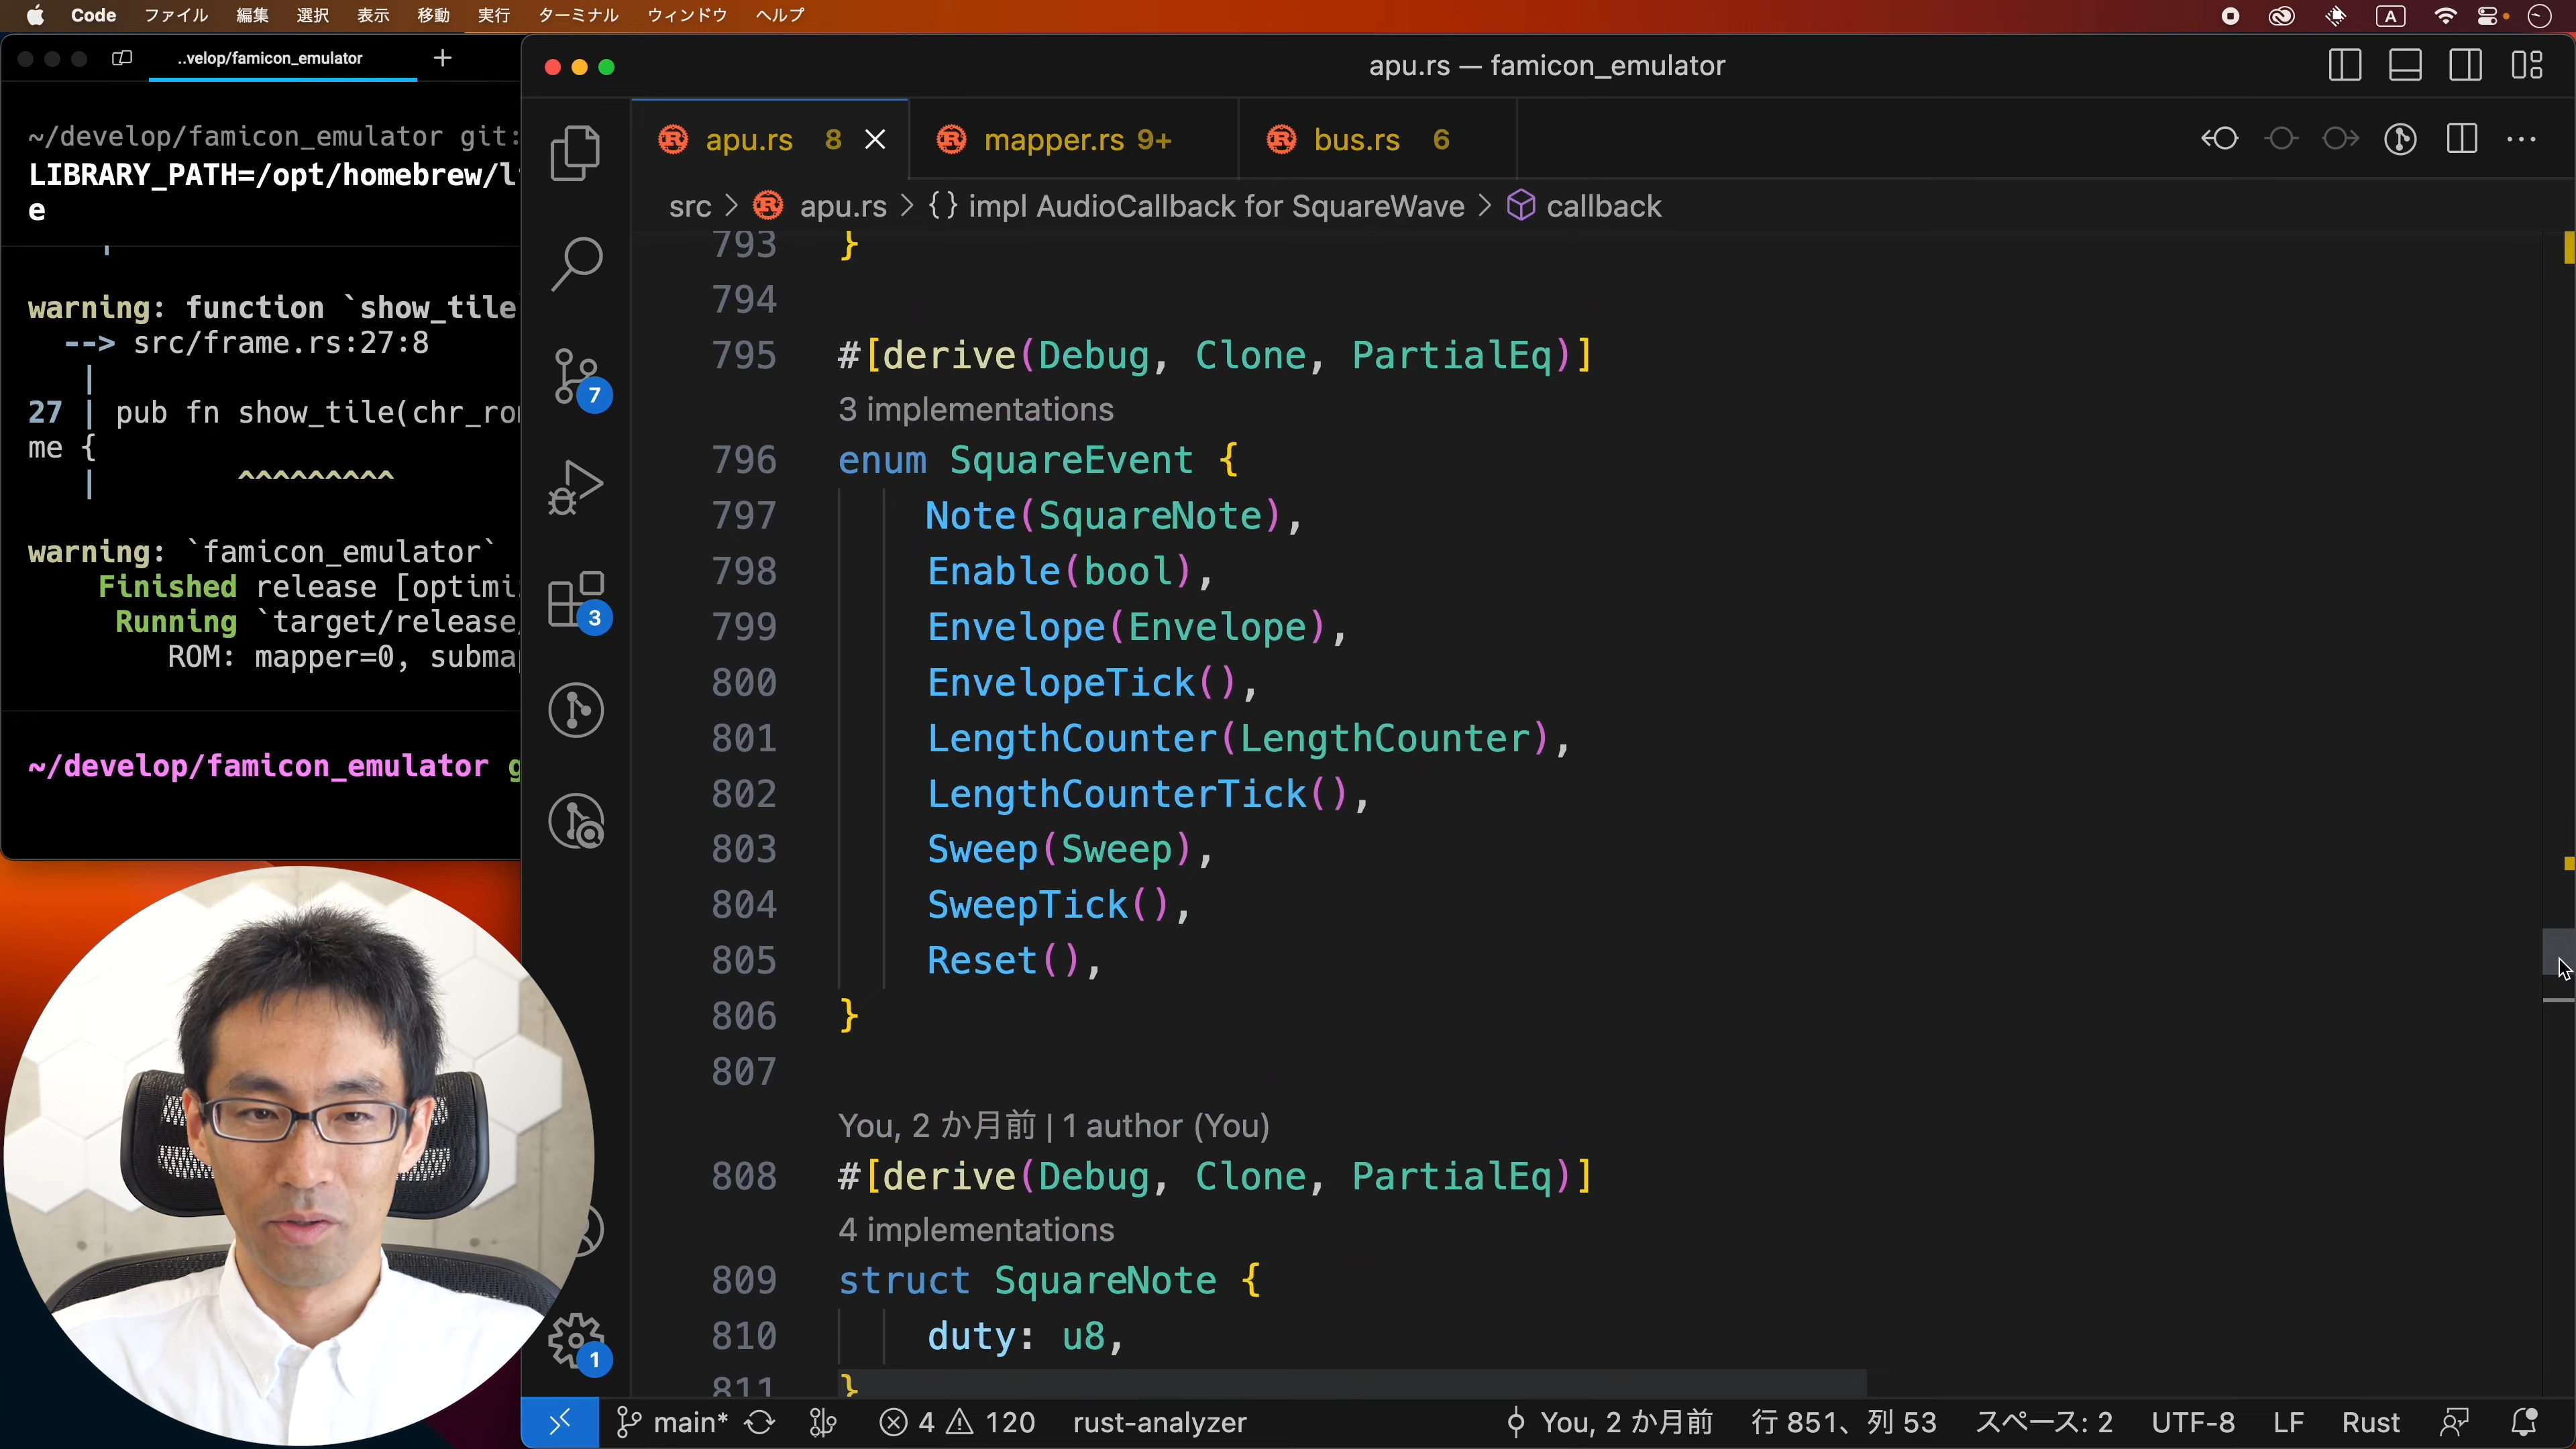 Code ファイル 編集 選択 表示 移動 実行 ターミナル ウィンドウ ヘルプ A
..velop/famicon_emulator +
~/develop/famicon_emulator git:
LIBRARY_PATH=/opt/homebrew/l
e
warning: function `show_tile
--> src/frame.rs:27:8
|
27 | pub fn show_tile(chr_ro
me {
| ^^^^^^^^^
warning: `famicon_emulator`
Finished release [optimi
Running `target/release/
ROM: mapper=0, subma
~/develop/famicon_emulator g
apu.rs — famicon_emulator
apu.rs 8 mapper.rs 9+ bus.rs 6
src > apu.rs > {} impl AudioCallback for SquareWave > callback
7
3
1
793 }
794
795 #[derive(Debug, Clone, PartialEq)]
3 implementations
796 enum SquareEvent {
797 Note(SquareNote),
798 Enable(bool),
799 Envelope(Envelope),
800 EnvelopeTick(),
801 LengthCounter(LengthCounter),
802 LengthCounterTick(),
803 Sweep(Sweep),
804 SweepTick(),
805 Reset(),
806 }
807
You, 2 か月前 | 1 author (You)
808 #[derive(Debug, Clone, PartialEq)]
4 implementations
809 struct SquareNote {
810 duty: u8,
811 }
main* 4 120 rust-analyzer You, 2 か月前 行 851、列 53 スペース: 2 UTF-8 LF Rust